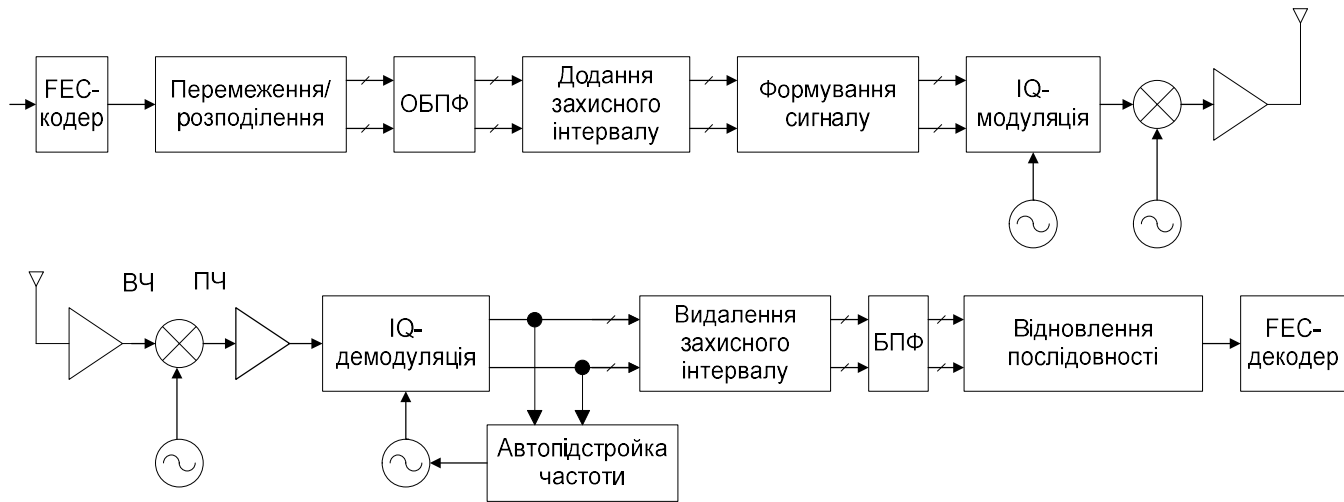 FEC-
кодер
Перемеження/
розподілення
ОБПФ
Додання
захисного
інтервалу
Формування
сигналу
IQ-
модуляція
ВЧ
ПЧ
IQ-
демодуляція
Автопідстройка
частоти
Видалення
захисного
інтервалу
БПФ
Відновлення
послідовності
FEC-
декодер